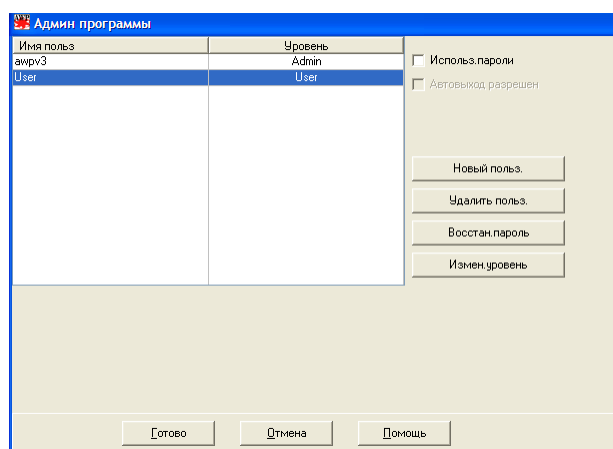 Админ программы
Имя польз Уровень
awpv3 Admin
User User
Использ.пароли
Автовыход разрешен
Новый польз.
Удалить польз.
Восстан.пароль
Измен.уровень
Готово Отмена Помощь